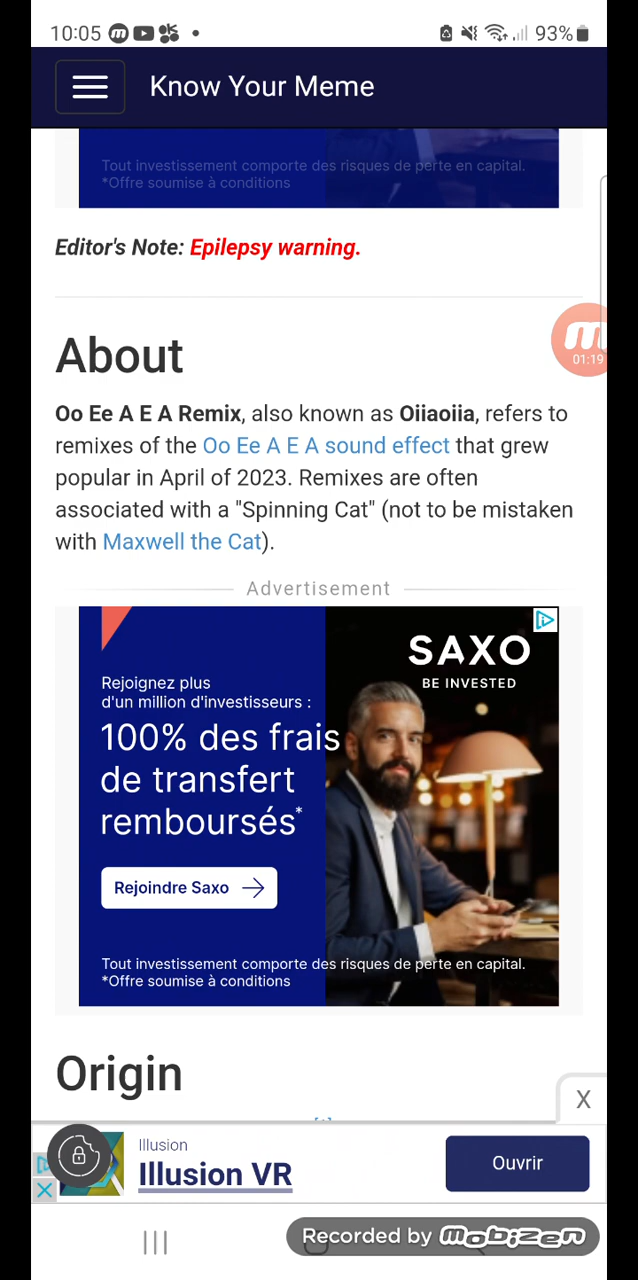 10:05
93%
Know Your Meme
Tout investissement comporte des risques de perte en capital.
*Offre soumise à conditions
Editor's Note: Epilepsy warning.
About
01:19
Oo Ee A E A Remix, also known as Oiiaoiia, refers to
remixes of the Oo Ee A E A sound effect that grew
popular in April of 2023. Remixes are often
associated with a "Spinning Cat" (not to be mistaken
with Maxwell the Cat).
Advertisement
SAXO
BE INVESTED
Rejoignez plus
d'un million d'investisseurs :
100% des frais
de transfert
remboursés*
Rejoindre Saxo
Tout investissement comporte des risques de perte en capital.
*Offre soumise à conditions
Origin
X
Illusion
Illusion VR
Ouvrir
Recorded by mobizen